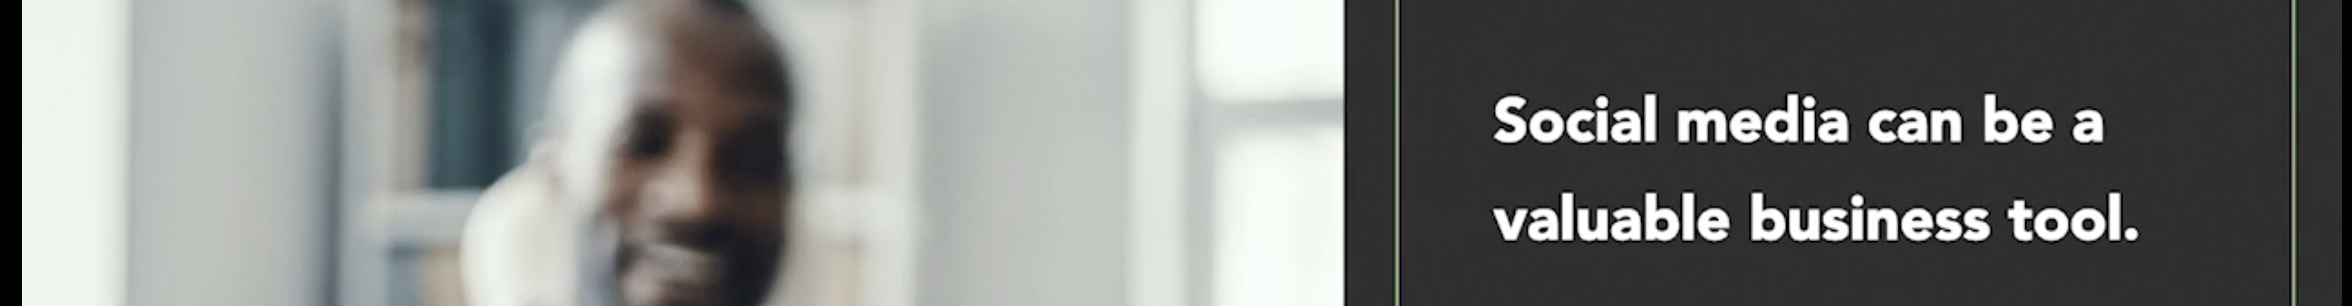 Social media can be a
valuable business tool.